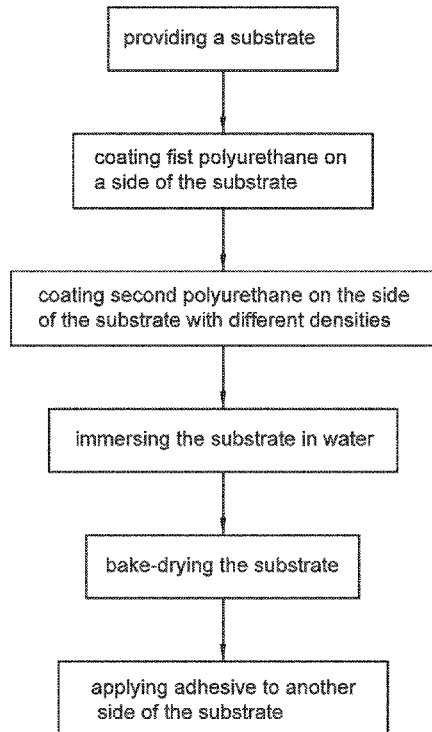 providing a substrate
coating fist polyurethane on
a side of the substrate
coating second polyurethane on the side
of the substrate with different densities
immersing the substrate in water
bake-drying the substrate
applying adhesive to another
side of the substrate